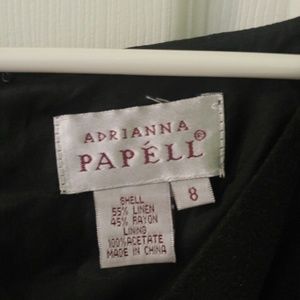 ADRIANNA
PAPÉLL®
8
SHELL
55% LINEN
45% RAYON
LINING
100% ACETATE
MADE IN CHINA